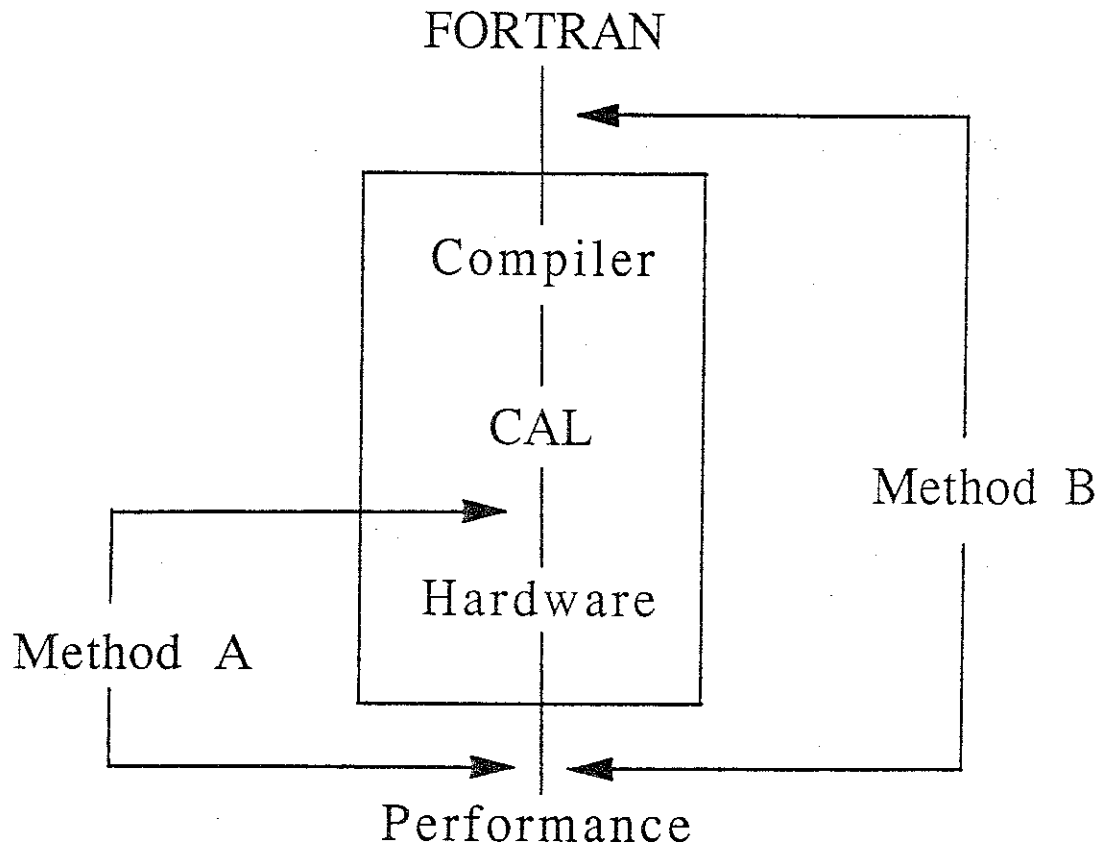 FORTRAN
Compiler
CAL
Method B
Hardware
Method A
Performance